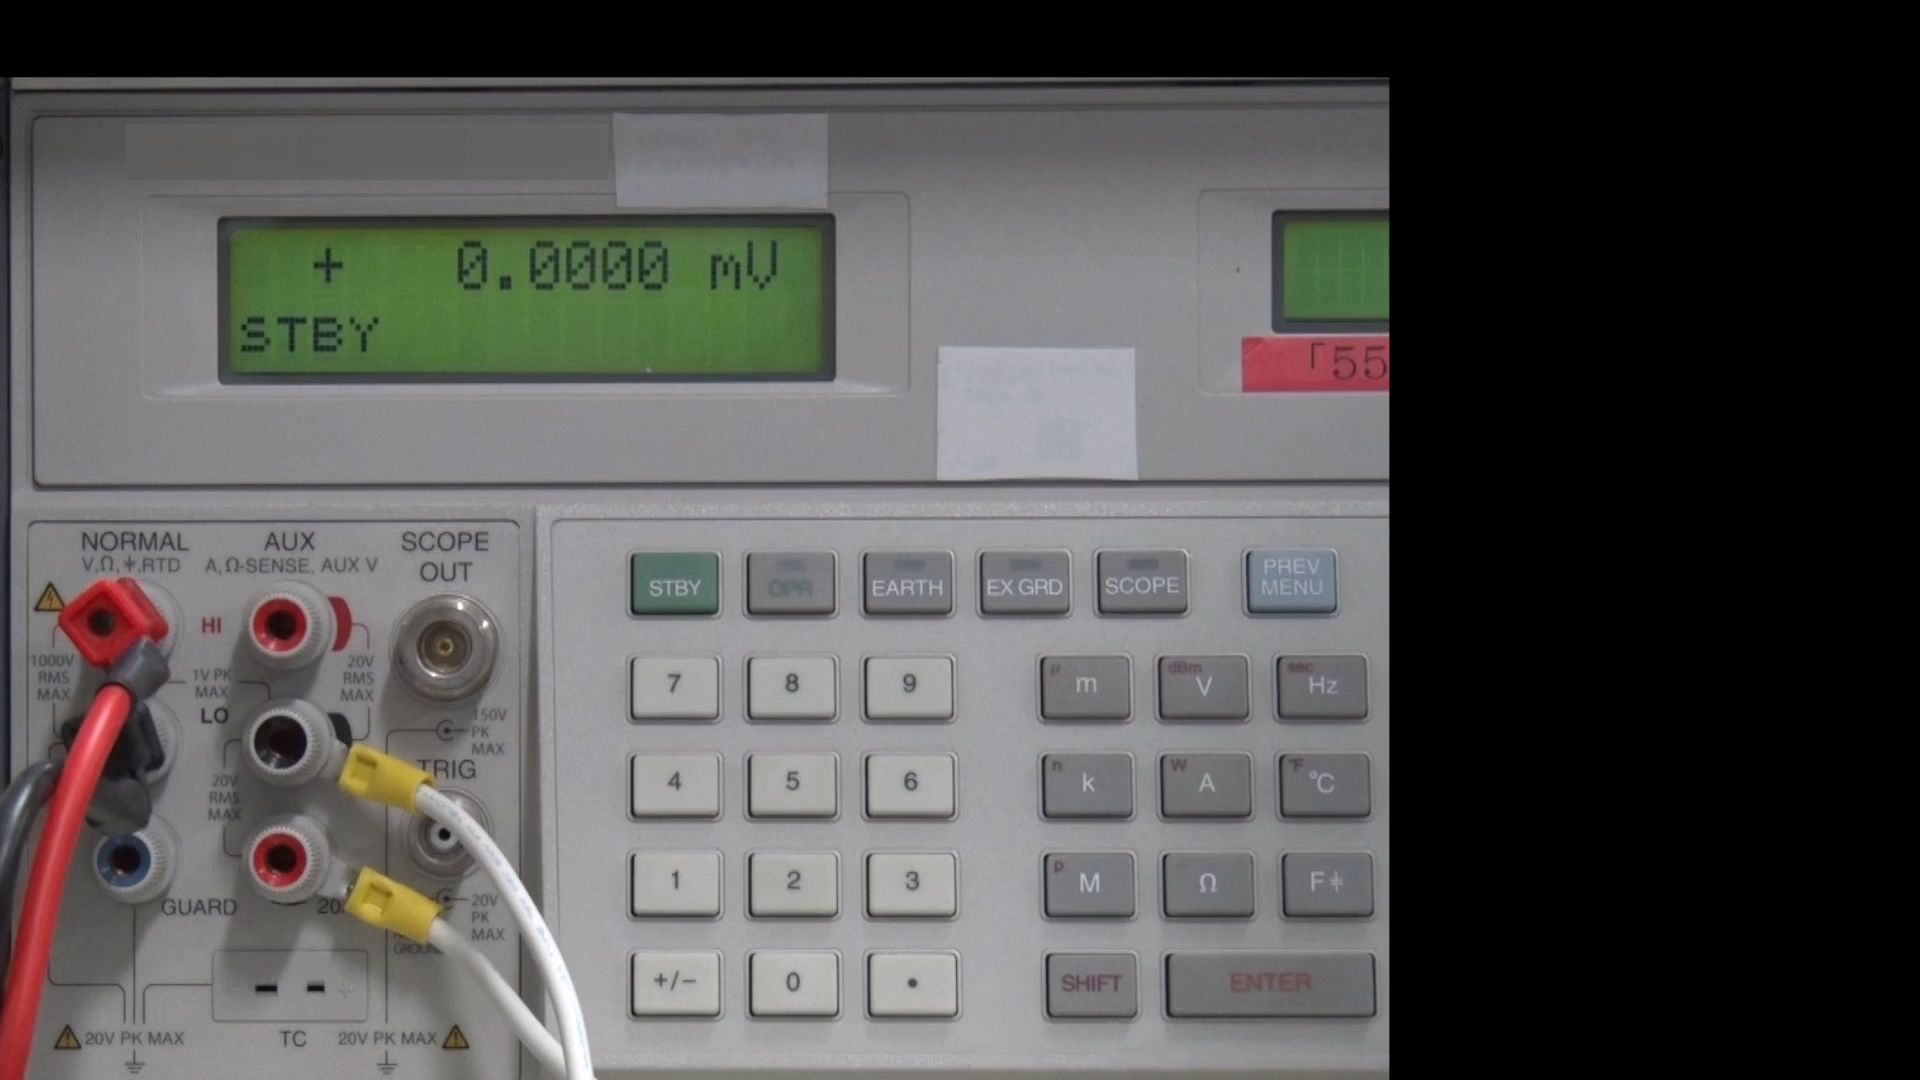 + 0.0000 mV
STBY
「55
NORMAL
V,Ω,⏚,RTD
AUX
A,Ω-SENSE, AUX V
SCOPE
OUT
HI
1000V
RMS
MAX
1V PK
MAX
20V
RMS
MAX
LO
150V
PK
MAX
TRIG
20V
RMS
MAX
GUARD
20
20V
PK
MAX
20V PK MAX
TC
20V PK MAX
STBY
OPR
EARTH
EX GRD
SCOPE
PREV
MENU
7
8
9
μ
m
dBm
V
sec
Hz
4
5
6
n
k
W
A
°F
°C
1
2
3
p
M
Ω
F
+/−
0
•
SHIFT
ENTER